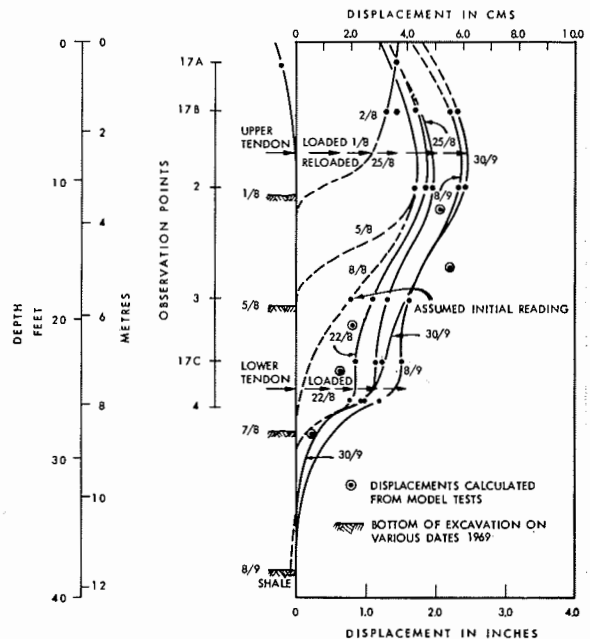 DISPLACEMENT IN CMS
0 2.0 4.0 6.0 8.0 10.0
0 0
17A
17B
2/8
2
UPPER TENDON
LOADED 1/8
RELOADED 25/8
25/8
30/9
10
1/8
2
8/9
4
5/8
5/8
8/8
3
ASSUMED INITIAL READING
20
6
22/8
30/9
17C
8/9
LOWER TENDON
LOADED 22/8
8
4
7/8
30
30/9
DISPLACEMENTS CALCULATED
FROM MODEL TESTS
10
BOTTOM OF EXCAVATION ON
VARIOUS DATES 1969
8/9
SHALE
12
40
0 1.0 2.0 3.0 4.0
DISPLACEMENT IN INCHES
DEPTH
FEET
METRES
OBSERVATION POINTS